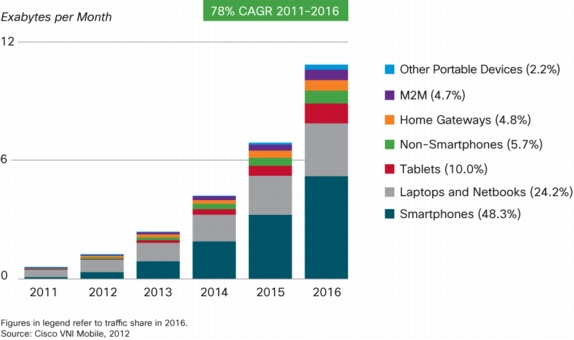 Exabytes per Month
78% CAGR 2011–2016
12
6
0
2011 2012 2013 2014 2015 2016
Other Portable Devices (2.2%)
M2M (4.7%)
Home Gateways (4.8%)
Non-Smartphones (5.7%)
Tablets (10.0%)
Laptops and Netbooks (24.2%)
Smartphones (48.3%)
Figures in legend refer to traffic share in 2016.
Source: Cisco VNI Mobile, 2012